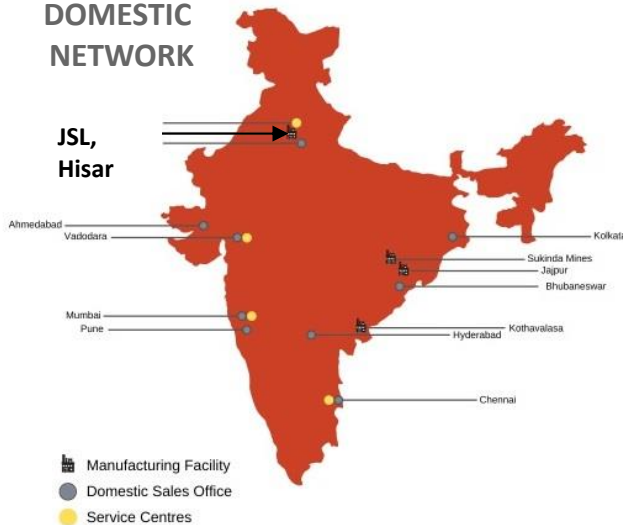 DOMESTIC
NETWORK
JSL,
Hisar
Ahmedabad
Vadodara
Kolkata
Sukinda Mines
Jajpur
Bhubaneswar
Mumbai
Pune
Kothavalasa
Hyderabad
Chennai
Manufacturing Facility
Domestic Sales Office
Service Centres